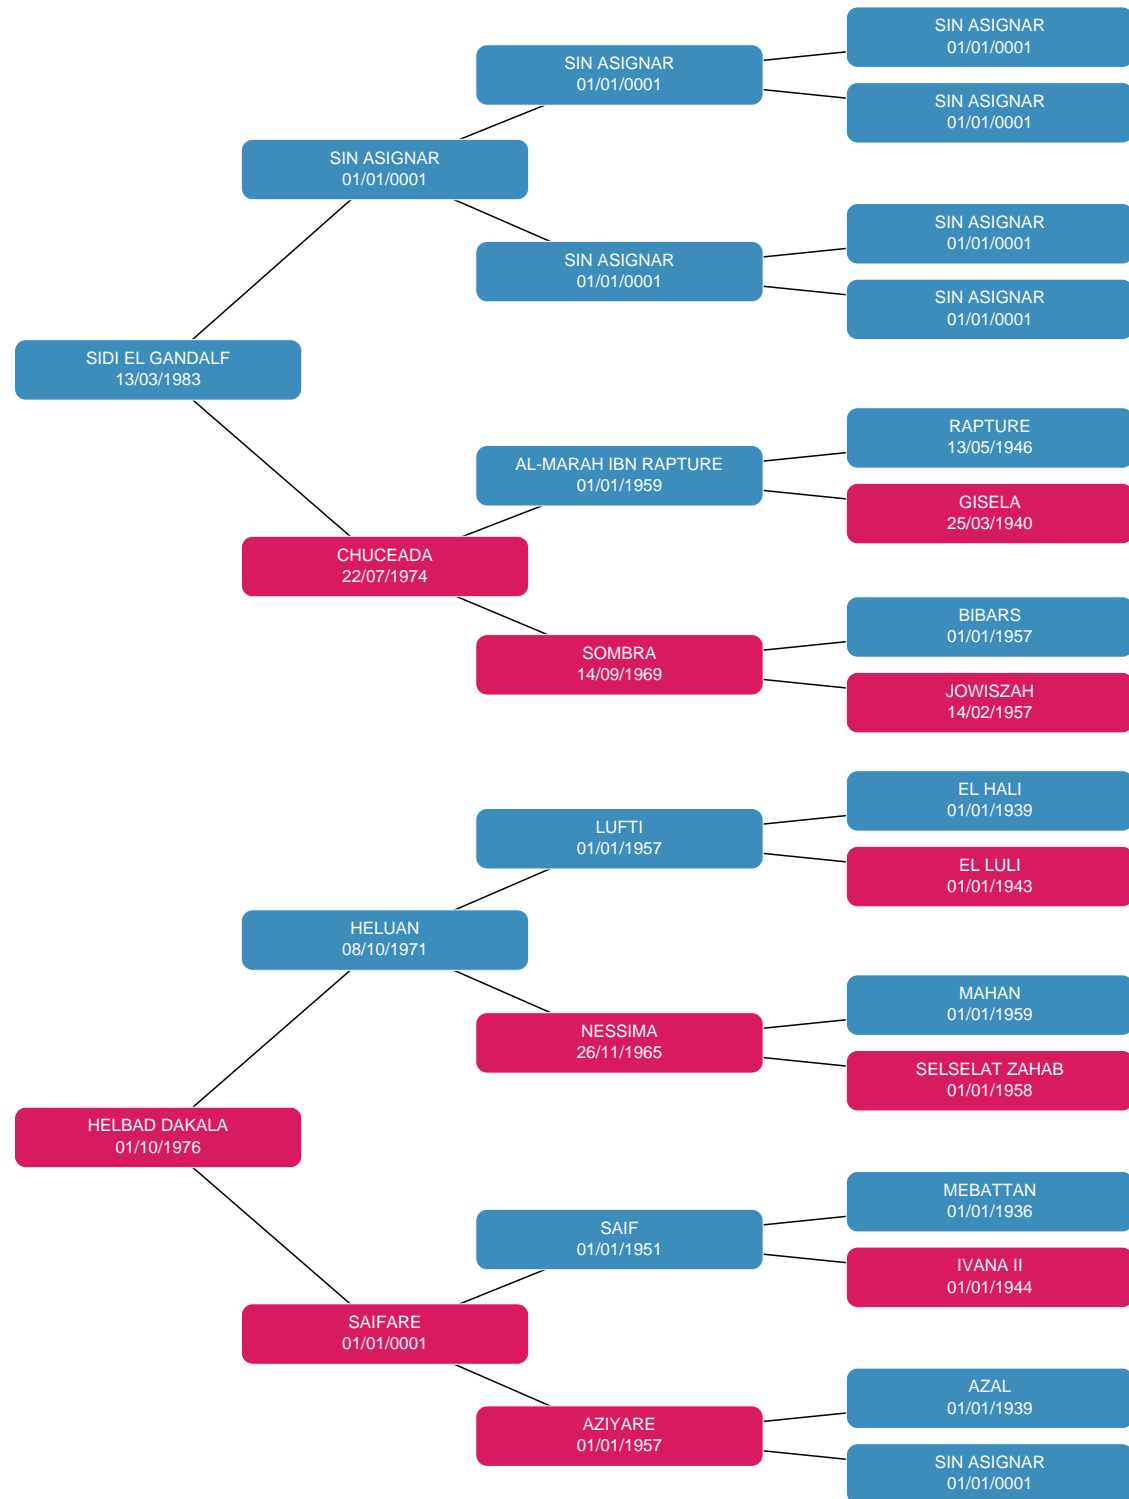 SIN ASIGNAR
01/01/0001
SIN ASIGNAR
01/01/0001
SIN ASIGNAR
01/01/0001
SIN ASIGNAR
01/01/0001
SIN ASIGNAR
01/01/0001
SIN ASIGNAR
01/01/0001
SIN ASIGNAR
01/01/0001
SIDI EL GANDALF
13/03/1983
RAPTURE
13/05/1946
AL-MARAH IBN RAPTURE
01/01/1959
GISELA
25/03/1940
CHUCEADA
22/07/1974
BIBARS
01/01/1957
SOMBRA
14/09/1969
JOWISZAH
14/02/1957
EL HALI
01/01/1939
LUFTI
01/01/1957
EL LULI
01/01/1943
HELUAN
08/10/1971
MAHAN
01/01/1959
NESSIMA
26/11/1965
SELSELAT ZAHAB
01/01/1958
HELBAD DAKALA
01/10/1976
MEBATTAN
01/01/1936
SAIF
01/01/1951
IVANA II
01/01/1944
SAIFARE
01/01/0001
AZAL
01/01/1939
AZIYARE
01/01/1957
SIN ASIGNAR
01/01/0001